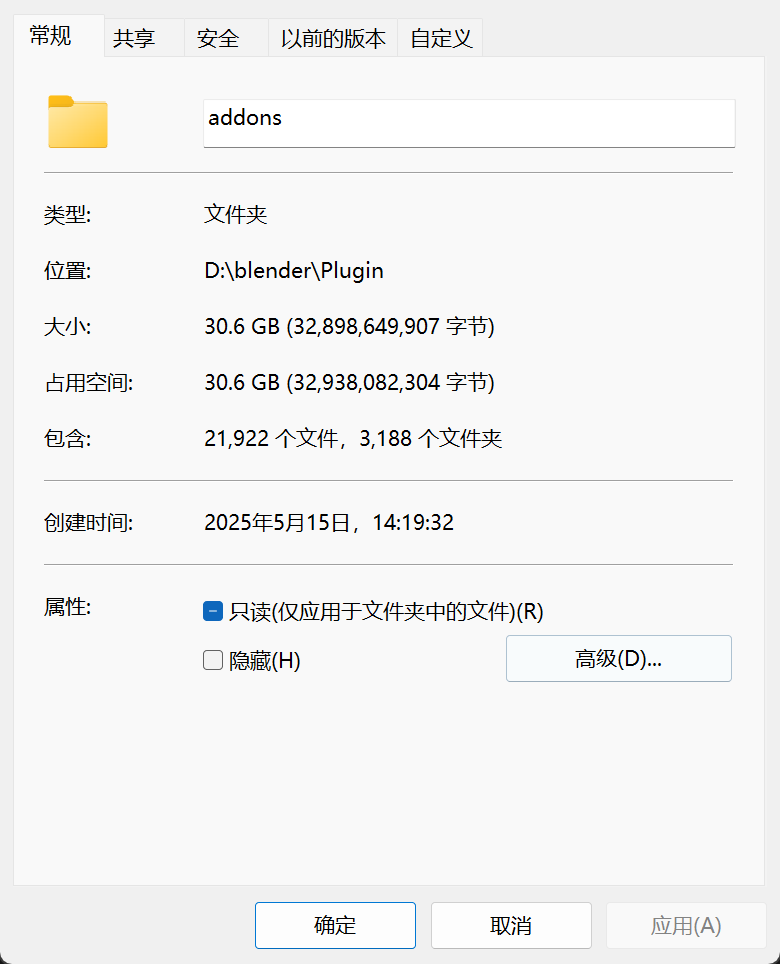 常规 共享 安全 以前的版本 自定义
addons
类型: 文件夹
位置: D:\blender\Plugin
大小: 30.6 GB (32,898,649,907 字节)
占用空间: 30.6 GB (32,938,082,304 字节)
包含: 21,922 个文件，3,188 个文件夹
创建时间: 2025年5月15日，14:19:32
属性: 只读(仅应用于文件夹中的文件)(R)
隐藏(H) 高级(D)...
确定 取消 应用(A)